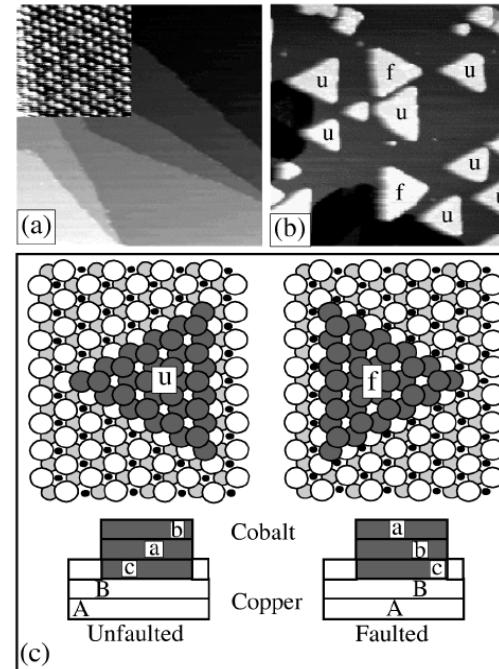 f
u u
u
u
u
f u
u
(a) (b) u
(c)
u f
b Cobalt a
a b
c c
B B
A Copper A
Unfaulted Faulted